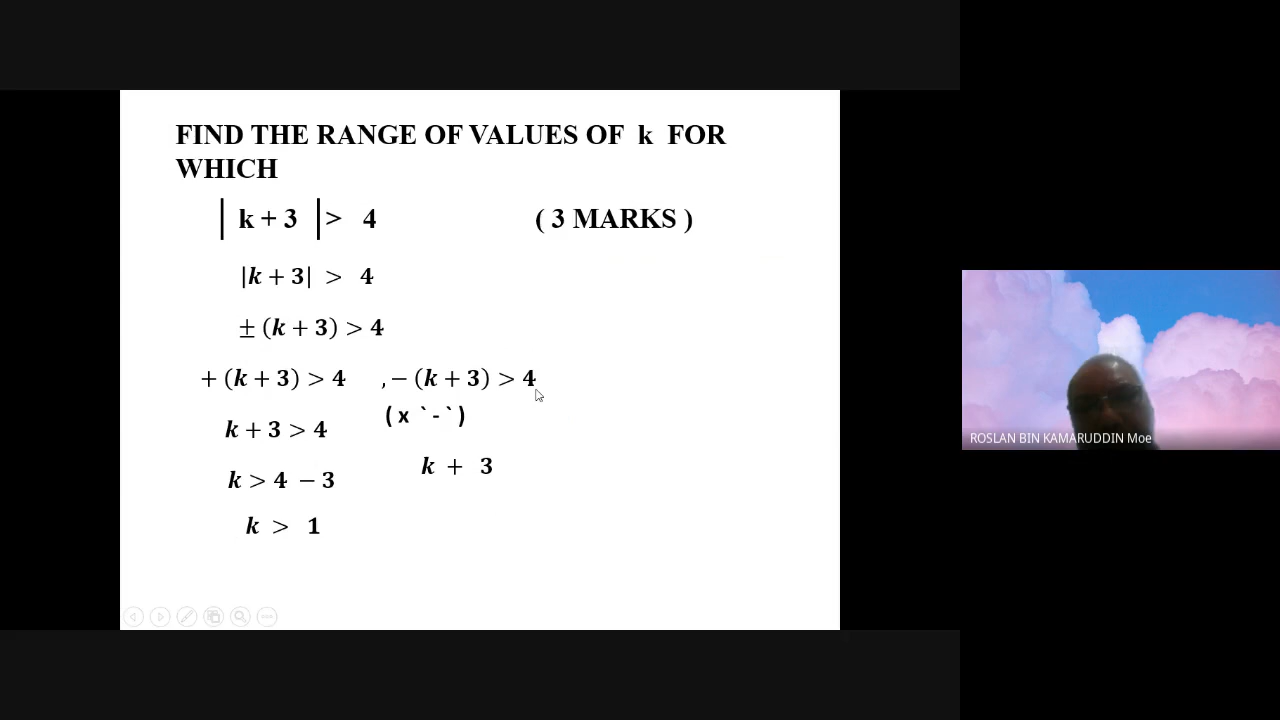 FIND THE RANGE OF VALUES OF k FOR
WHICH
| k + 3 | > 4 ( 3 MARKS )
|k + 3| > 4
± (k + 3) > 4
+ (k + 3) > 4 , − (k + 3) > 4
( x ` - ` )
k + 3 > 4
k + 3
k > 4 − 3
k > 1
ROSLAN BIN KAMARUDDIN Moe